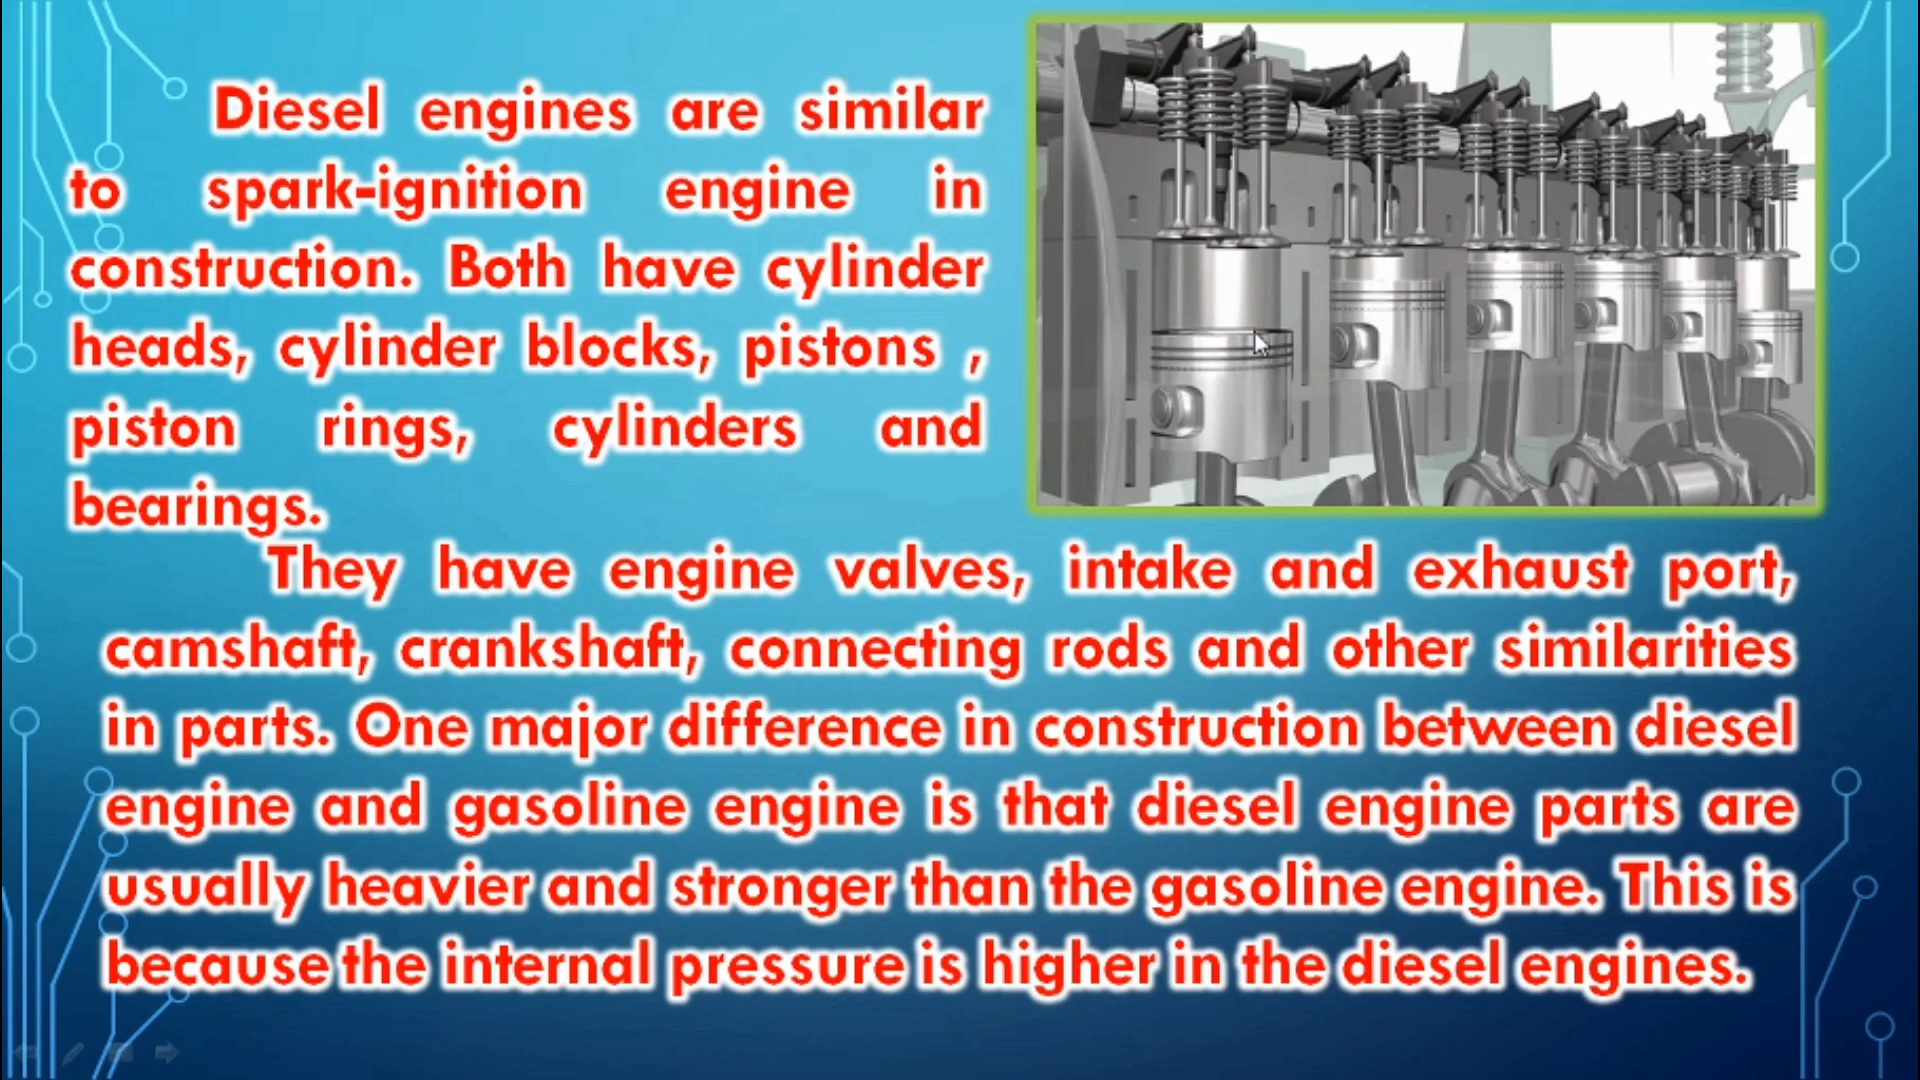 Diesel engines are similar
to spark-ignition engine in
construction. Both have cylinder
heads, cylinder blocks, pistons ,
piston rings, cylinders and
bearings.
They have engine valves, intake and exhaust port,
camshaft, crankshaft, connecting rods and other similarities
in parts. One major difference in construction between diesel
engine and gasoline engine is that diesel engine parts are
usually heavier and stronger than the gasoline engine. This is
because the internal pressure is higher in the diesel engines.